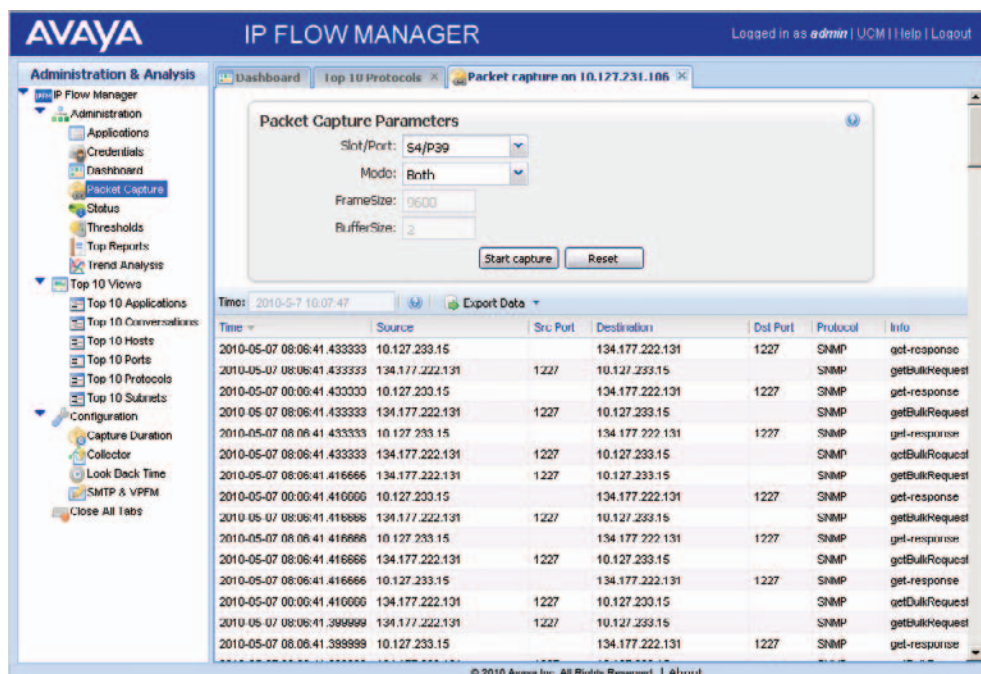 AVAYA IP FLOW MANAGER Logged in as admin | UCM | Help | Logout
Administration & Analysis
IP Flow Manager
Administration
Applications
Credentials
Dashboard
Packet Capture
Status
Thresholds
Top Reports
Trend Analysis
Top 10 Views
Top 10 Applications
Top 10 Conversations
Top 10 Hosts
Top 10 Ports
Top 10 Protocols
Top 10 Subnets
Configuration
Capture Duration
Collector
Look Back Time
SMTP & VPFM
Close All Tabs
Dashboard Top 10 Protocols Packet capture on 10.127.231.106
Packet Capture Parameters
Slot/Port: S4/P39
Mode: Both
FrameSize: 9600
BufferSize: 2
Start capture Reset
Time: 2010-5-7 10:07:47 Export Data
Time Source Src Port Destination Dst Port Protocol Info
2010-05-07 08:06:41.433333 10.127.233.15 134.177.222.131 1227 SNMP get-response
2010-05-07 08:06:41.433333 134.177.222.131 1227 10.127.233.15 SNMP getBulkRequest
2010-05-07 08:06:41.433333 10.127.233.15 134.177.222.131 1227 SNMP get-response
2010-05-07 08:06:41.433333 134.177.222.131 1227 10.127.233.15 SNMP getBulkRequest
2010-05-07 08:06:41.433333 10.127.233.15 134.177.222.131 1227 SNMP get-response
2010-05-07 08:06:41.433333 134.177.222.131 1227 10.127.233.15 SNMP getBulkRequest
2010-05-07 08:06:41.416666 134.177.222.131 1227 10.127.233.15 SNMP getBulkRequest
2010-05-07 08:06:41.416666 10.127.233.15 134.177.222.131 1227 SNMP get-response
2010-05-07 08:06:41.416666 134.177.222.131 1227 10.127.233.15 SNMP getBulkRequest
2010-05-07 08:06:41.416666 10.127.233.15 134.177.222.131 1227 SNMP get-response
2010-05-07 08:06:41.416666 134.177.222.131 1227 10.127.233.15 SNMP getBulkRequest
2010-05-07 08:06:41.416666 10.127.233.15 134.177.222.131 1227 SNMP get-response
2010-05-07 08:06:41.416666 134.177.222.131 1227 10.127.233.15 SNMP getBulkRequest
2010-05-07 08:06:41.399999 134.177.222.131 1227 10.127.233.15 SNMP getBulkRequest
2010-05-07 08:06:41.399999 10.127.233.15 134.177.222.131 1227 SNMP get-response
© 2010 Avaya Inc. All Rights Reserved. | About